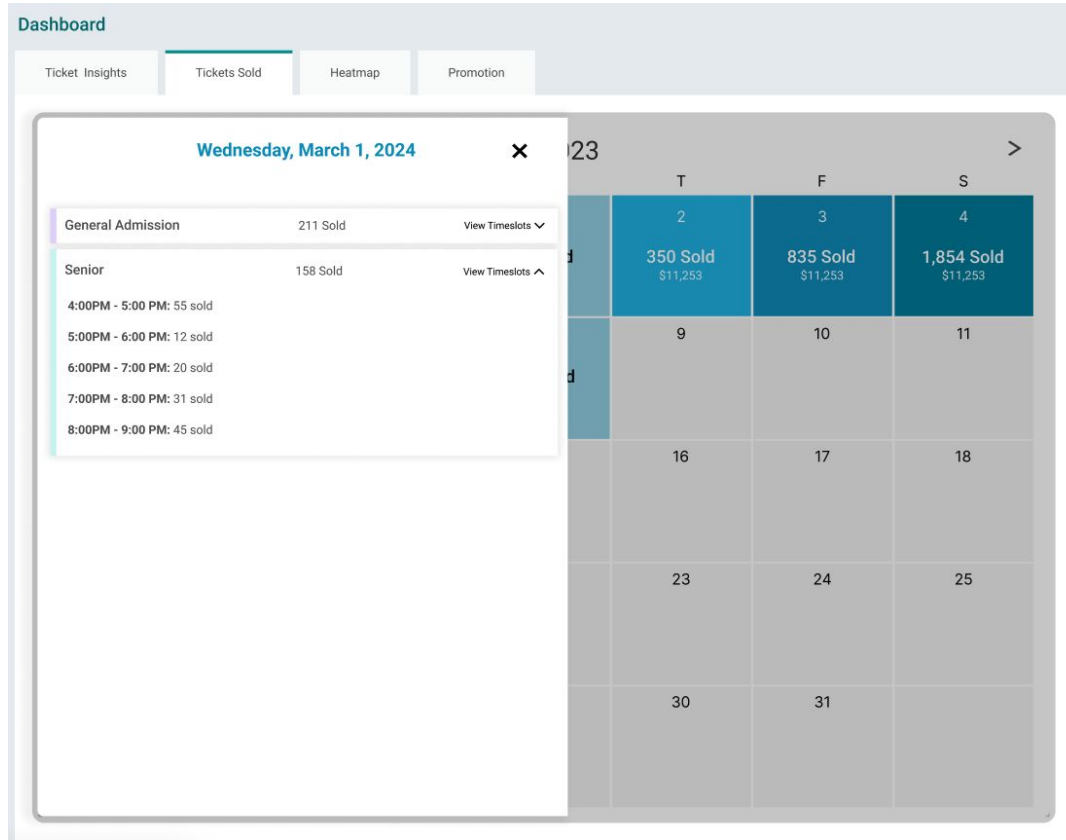 Dashboard
Ticket Insights Tickets Sold Heatmap Promotion
Wednesday, March 1, 2024 ✕ 23 >
T F S
General Admission 211 Sold View Timeslots
Senior 158 Sold View Timeslots
4:00PM - 5:00 PM: 55 sold
5:00PM - 6:00 PM: 12 sold
6:00PM - 7:00 PM: 20 sold
7:00PM - 8:00 PM: 31 sold
8:00PM - 9:00 PM: 45 sold
2 3 4
d 350 Sold 835 Sold 1,854 Sold
$11,253 $11,253 $11,253
9 10 11
d
16 17 18
23 24 25
30 31